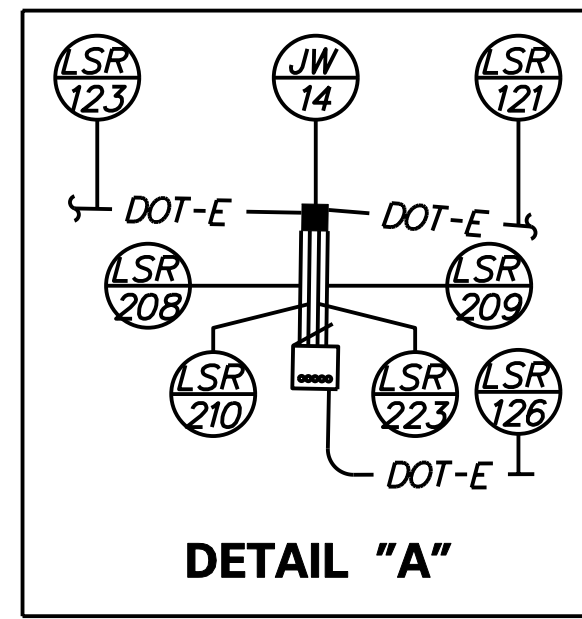 LSR
123
JW
14
LSR
121
DOT-E
DOT-E
LSR
208
LSR
209
LSR
210
LSR
223
LSR
126
DOT-E
DETAIL "A"